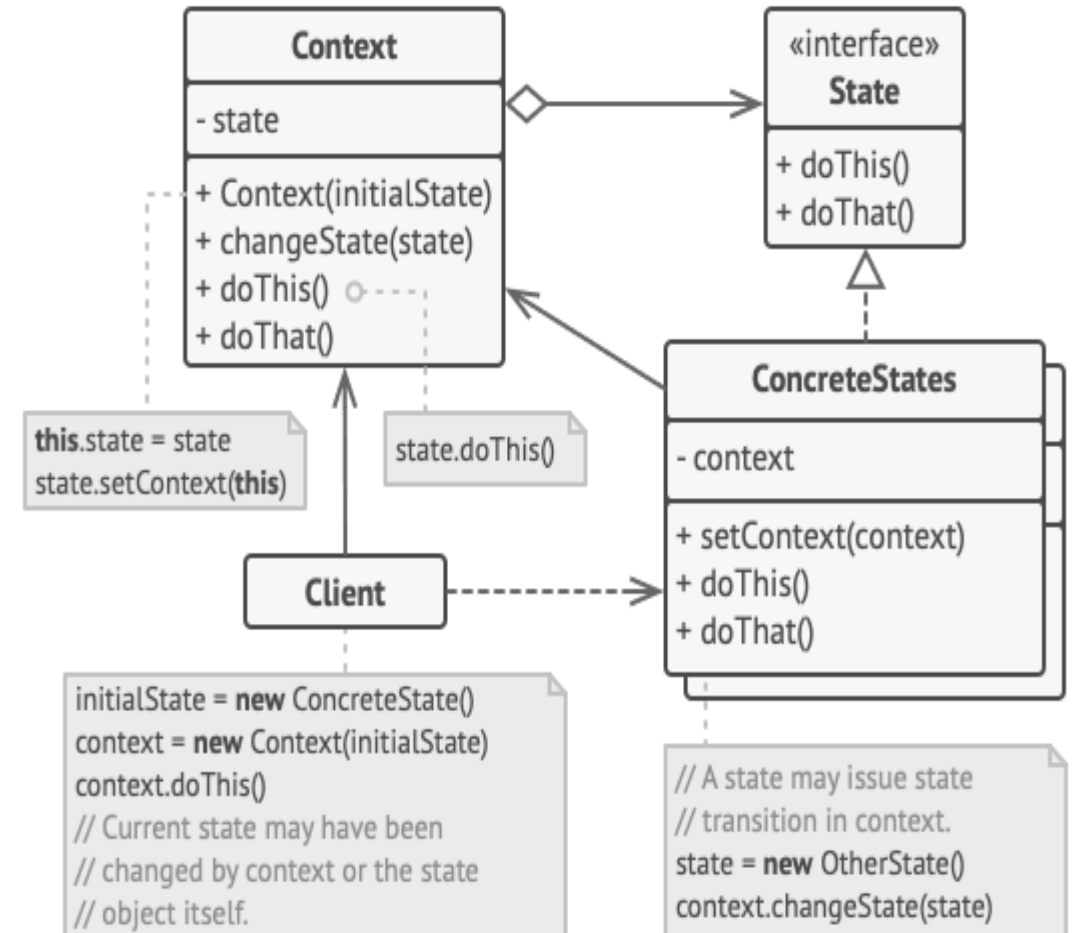 Context
- state
+ Context(initialState)
+ changeState(state)
+ doThis()
+ doThat()
«interface»
State
+ doThis()
+ doThat()
this.state = state
state.setContext(this)
state.doThis()
ConcreteStates
- context
+ setContext(context)
+ doThis()
+ doThat()
Client
initialState = new ConcreteState()
context = new Context(initialState)
context.doThis()
// Current state may have been
// changed by context or the state
// object itself.
// A state may issue state
// transition in context.
state = new OtherState()
context.changeState(state)